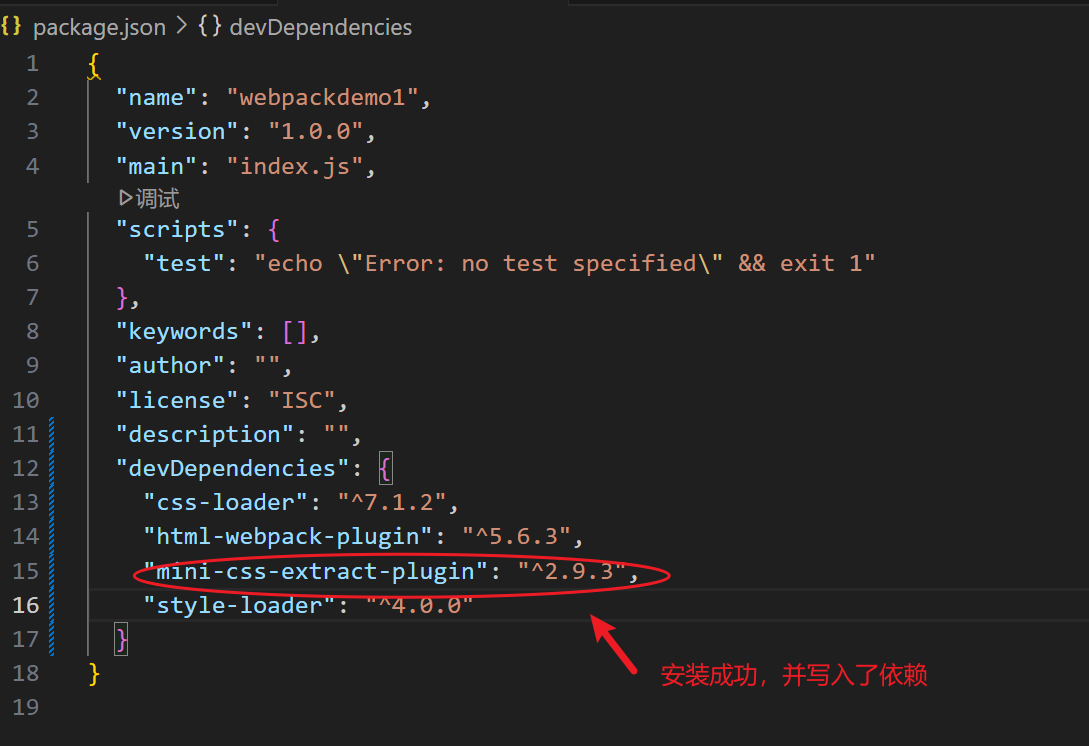 {} package.json > {} devDependencies
1 {
2 "name": "webpackdemo1",
3 "version": "1.0.0",
4 "main": "index.js",
▷调试
5 "scripts": {
6 "test": "echo \"Error: no test specified\" && exit 1"
7 },
8 "keywords": [],
9 "author": "",
10 "license": "ISC",
11 "description": "",
12 "devDependencies": {
13 "css-loader": "^7.1.2",
14 "html-webpack-plugin": "^5.6.3",
15 "mini-css-extract-plugin": "^2.9.3",
16 "style-loader": "^4.0.0"
17 }
18 }
19
安装成功，并写入了依赖